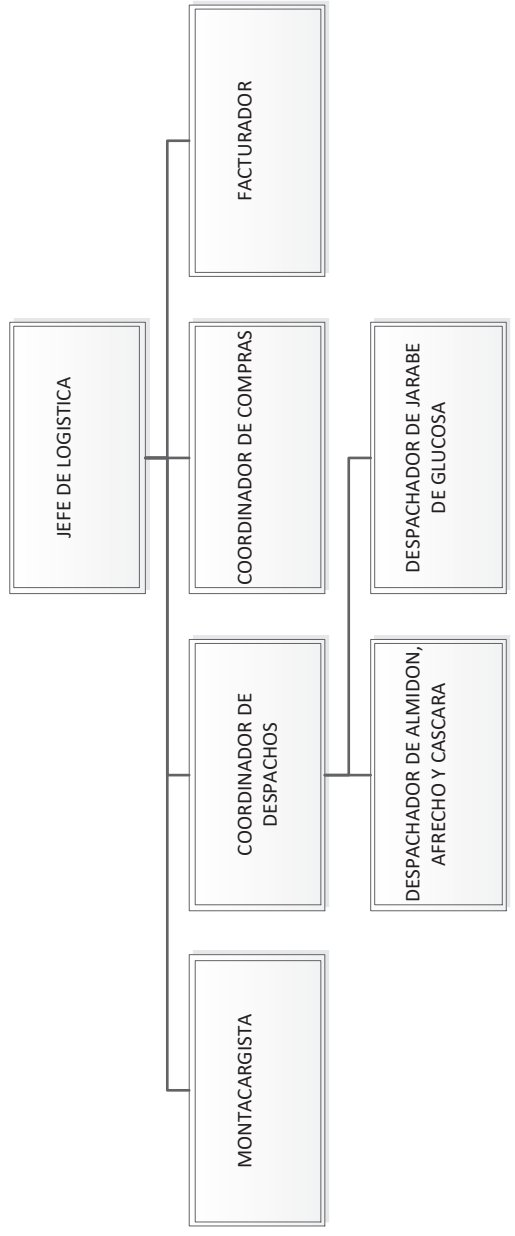 JEFE DE LOGISTICA
MONTACARGISTA
COORDINADOR DE
DESPACHOS
COORDINADOR DE COMPRAS
FACTURADOR
DESPACHADOR DE ALMIDON,
AFRECHO Y CASCARA
DESPACHADOR DE JARABE
DE GLUCOSA